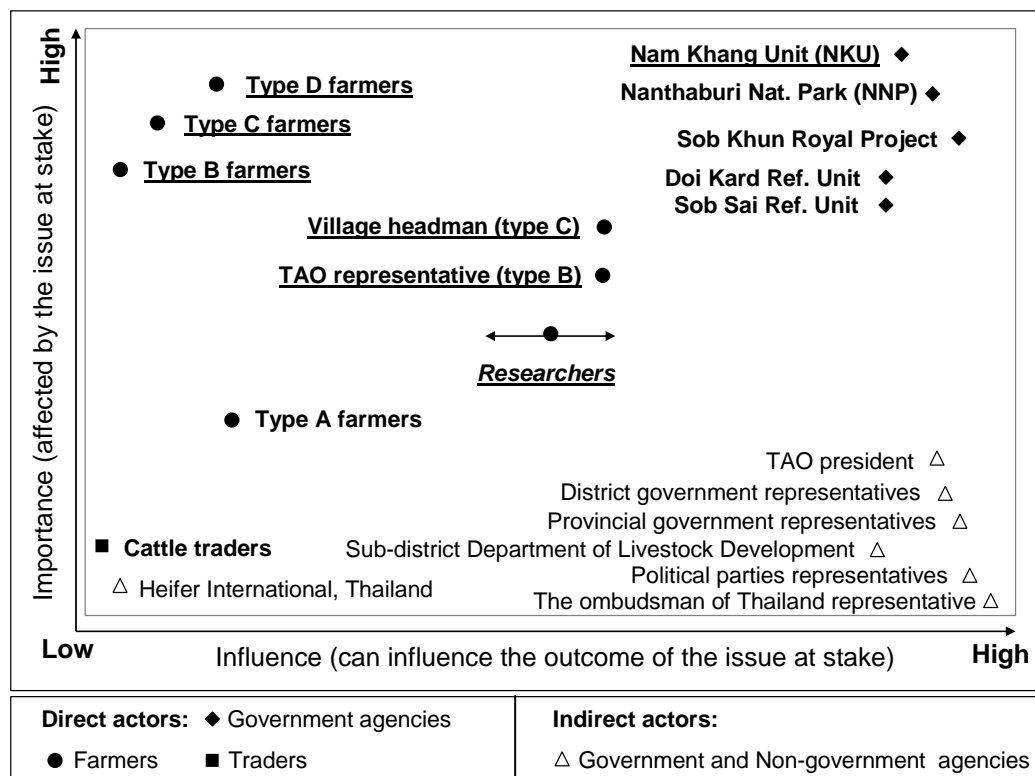 High
Importance (affected by the issue at stake)
Nam Khang Unit (NKU)
Type D farmers
Nanthaburi Nat. Park (NNP)
Type C farmers
Sob Khun Royal Project
Type B farmers
Doi Kard Ref. Unit
Sob Sai Ref. Unit
Village headman (type C)
TAO representative (type B)
Researchers
Type A farmers
TAO president
District government representatives
Provincial government representatives
Cattle traders
Sub-district Department of Livestock Development
Political parties representatives
Heifer International, Thailand
The ombudsman of Thailand representative
Low
Influence (can influence the outcome of the issue at stake)
High
Direct actors:
Government agencies
Farmers
Traders
Indirect actors:
Government and Non-government agencies